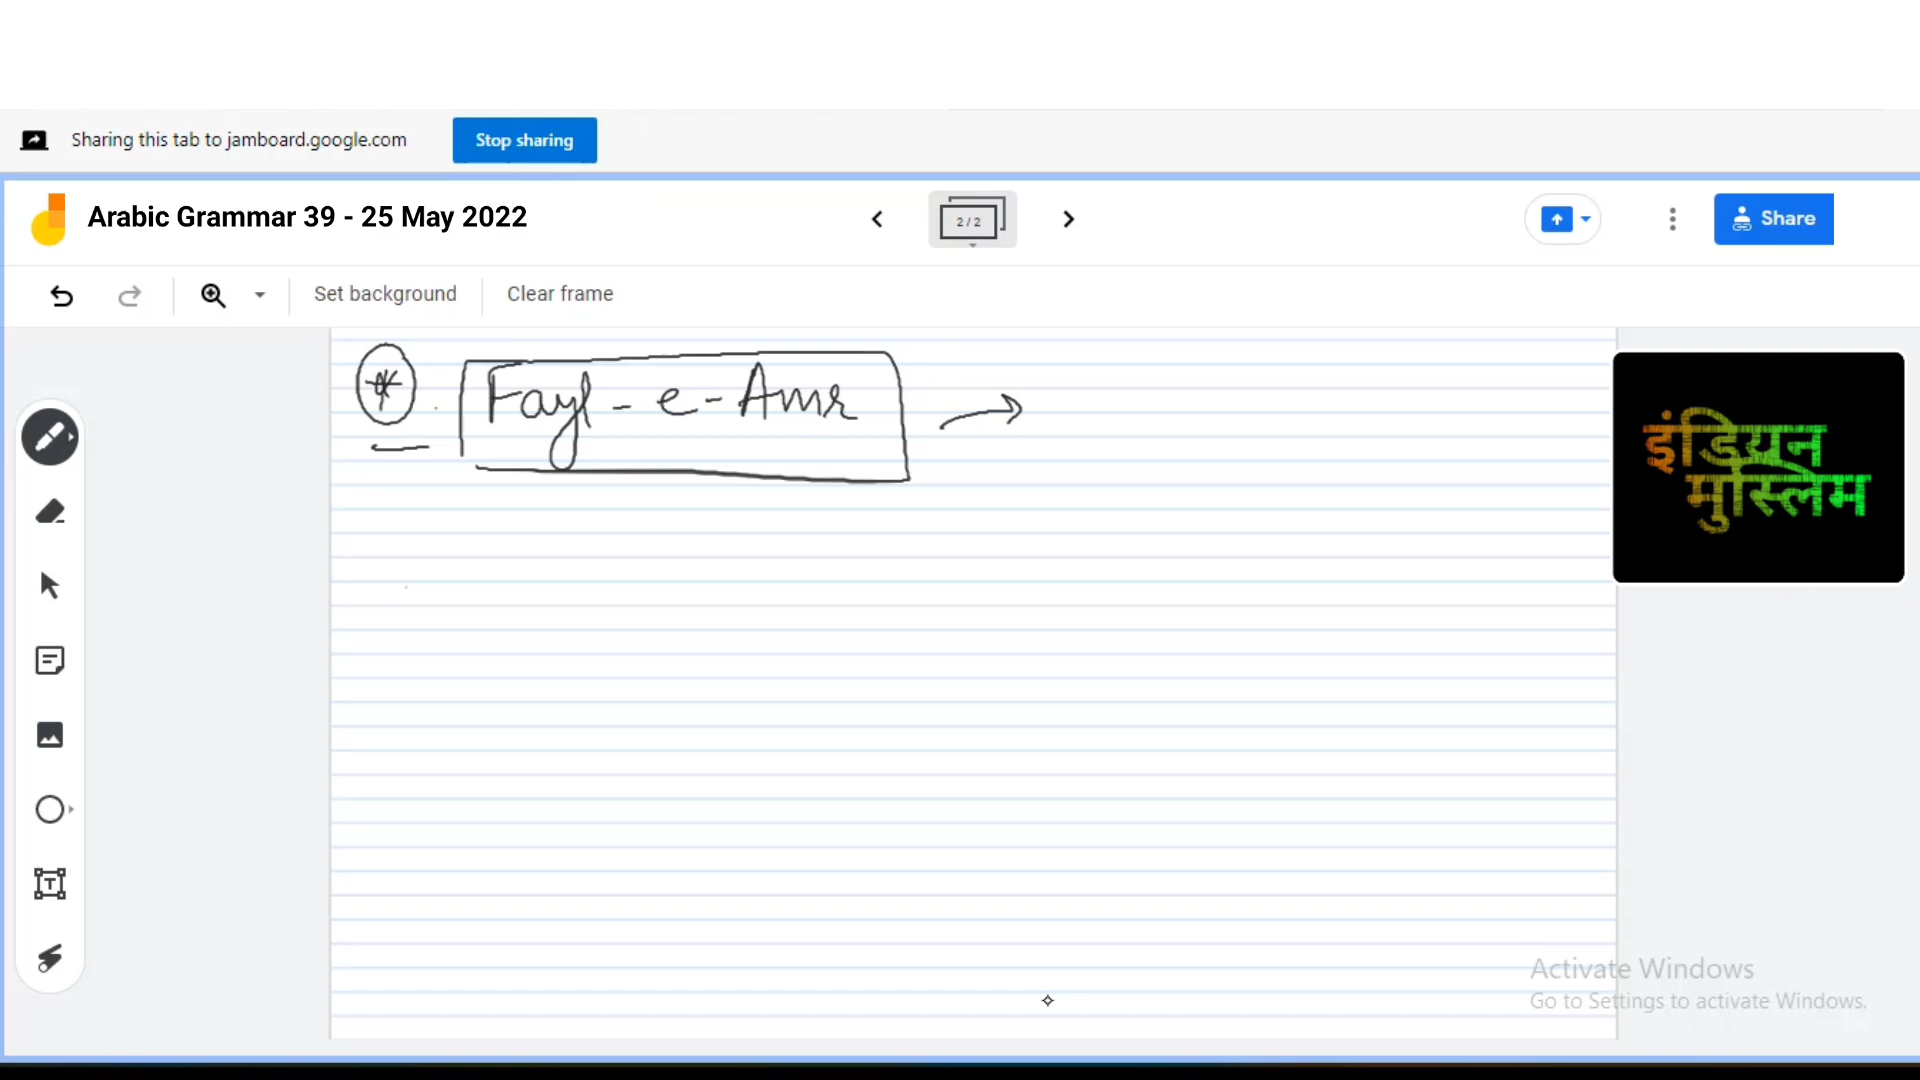 Sharing this tab to jamboard.google.com
Stop sharing
Arabic Grammar 39 - 25 May 2022
2 / 2
Share
Set background
Clear frame
* Fayl - e - Amr →
इंडियन
मुस्लिम
T
Activate Windows
Go to Settings to activate Windows.